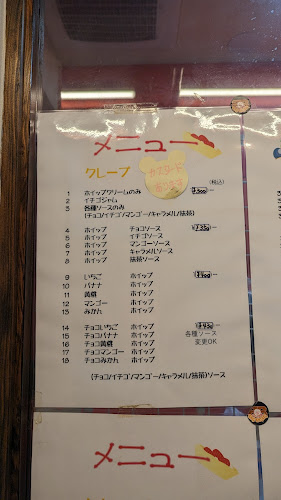 メニュー
クレープ
(税込)
1 ホイップクリームのみ
2 イチゴジャム
3 各種ソースのみ
(チョコ/イチゴ/マンゴー/キャラメル/抹茶)
4 ホイップ チョコソース
5 ホイップ イチゴソース
6 ホイップ マンゴーソース
7 ホイップ キャラメルソース
8 ホイップ 抹茶ソース
9 いちご ホイップ
10 バナナ ホイップ
11 黄桃 ホイップ
12 マンゴー ホイップ
13 みかん ホイップ
14 チョコいちご ホイップ
15 チョコバナナ ホイップ 各種ソース
16 チョコ黄桃 ホイップ 変更OK
17 チョコマンゴー ホイップ
18 チョコみかん ホイップ
(チョコ/イチゴ/マンゴー/キャラメル/抹茶)ソース
メニュー